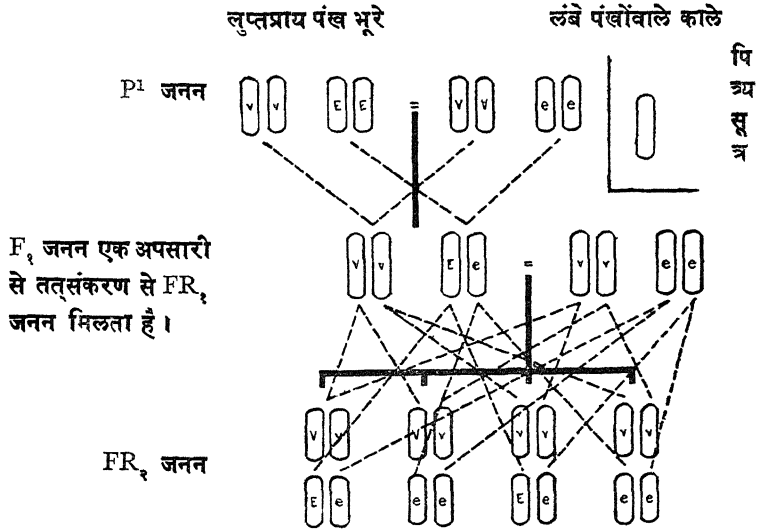 लुप्तप्राय पंख भूरे लंबे पंखोंवाले काले
पि
त्र्य
सू
त्र
P¹ जनन v v E E = V V e e
F₁ जनन एक अपसारी
से तत्संकरण से FR₁
जनन मिलता है।
V v E e = v v e e
FR₂ जनन
V v V v v v v v
E e e e E e e e